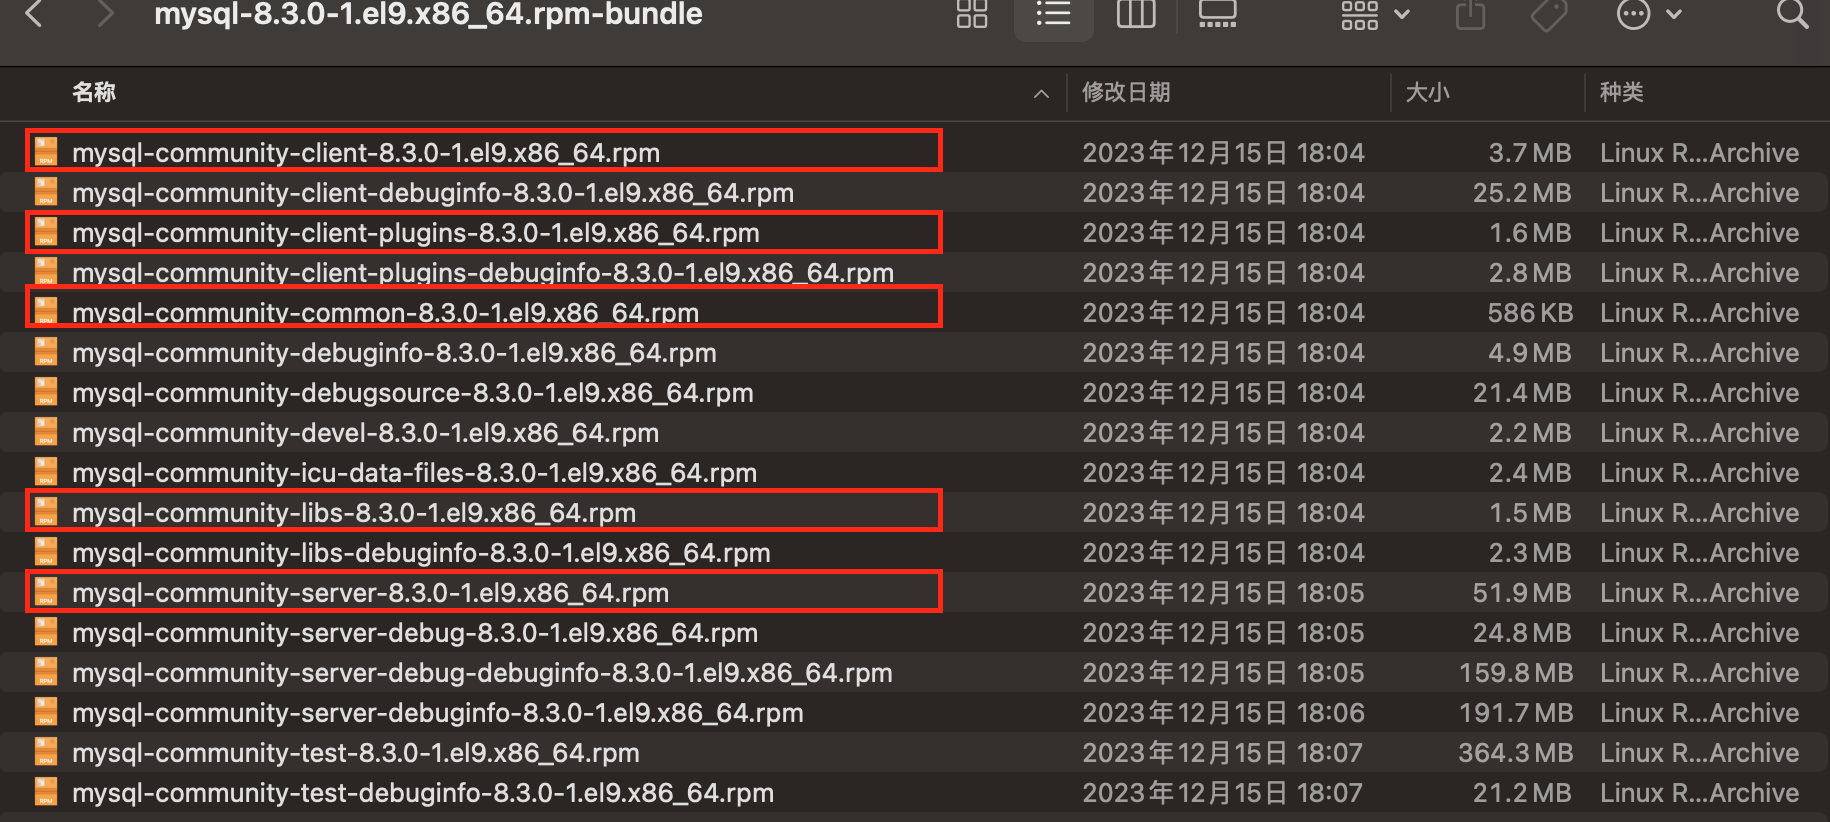 mysql-8.3.0-1.el9.x86_64.rpm-bundle
名称 修改日期 大小 种类
mysql-community-client-8.3.0-1.el9.x86_64.rpm 2023年12月15日 18:04 3.7 MB Linux R...Archive
mysql-community-client-debuginfo-8.3.0-1.el9.x86_64.rpm 2023年12月15日 18:04 25.2 MB Linux R...Archive
mysql-community-client-plugins-8.3.0-1.el9.x86_64.rpm 2023年12月15日 18:04 1.6 MB Linux R...Archive
mysql-community-client-plugins-debuginfo-8.3.0-1.el9.x86_64.rpm 2023年12月15日 18:04 2.8 MB Linux R...Archive
mysql-community-common-8.3.0-1.el9.x86_64.rpm 2023年12月15日 18:04 586 KB Linux R...Archive
mysql-community-debuginfo-8.3.0-1.el9.x86_64.rpm 2023年12月15日 18:04 4.9 MB Linux R...Archive
mysql-community-debugsource-8.3.0-1.el9.x86_64.rpm 2023年12月15日 18:04 21.4 MB Linux R...Archive
mysql-community-devel-8.3.0-1.el9.x86_64.rpm 2023年12月15日 18:04 2.2 MB Linux R...Archive
mysql-community-icu-data-files-8.3.0-1.el9.x86_64.rpm 2023年12月15日 18:04 2.4 MB Linux R...Archive
mysql-community-libs-8.3.0-1.el9.x86_64.rpm 2023年12月15日 18:04 1.5 MB Linux R...Archive
mysql-community-libs-debuginfo-8.3.0-1.el9.x86_64.rpm 2023年12月15日 18:04 2.3 MB Linux R...Archive
mysql-community-server-8.3.0-1.el9.x86_64.rpm 2023年12月15日 18:05 51.9 MB Linux R...Archive
mysql-community-server-debug-8.3.0-1.el9.x86_64.rpm 2023年12月15日 18:05 24.8 MB Linux R...Archive
mysql-community-server-debug-debuginfo-8.3.0-1.el9.x86_64.rpm 2023年12月15日 18:05 159.8 MB Linux R...Archive
mysql-community-server-debuginfo-8.3.0-1.el9.x86_64.rpm 2023年12月15日 18:06 191.7 MB Linux R...Archive
mysql-community-test-8.3.0-1.el9.x86_64.rpm 2023年12月15日 18:07 364.3 MB Linux R...Archive
mysql-community-test-debuginfo-8.3.0-1.el9.x86_64.rpm 2023年12月15日 18:07 21.2 MB Linux R...Archive